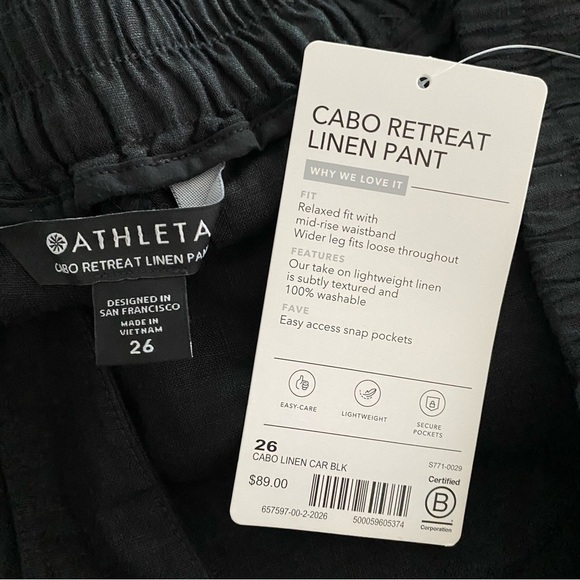 ATHLETA
CABO RETREAT LINEN PAN
DESIGNED IN
SAN FRANCISCO
MADE IN
VIETNAM
26
CABO RETREAT
LINEN PANT
WHY WE LOVE IT
FIT
Relaxed fit with
mid-rise waistband
Wider leg fits loose throughout
FEATURES
Our take on lightweight linen
is subtly textured and
100% washable
FAVE
Easy access snap pockets
EASY-CARE
LIGHTWEIGHT
SECURE
POCKETS
26
CABO LINEN CAR BLK
S771-0029
$89.00
657597-00-2-2026
500059605374
Certified
B
Corporation